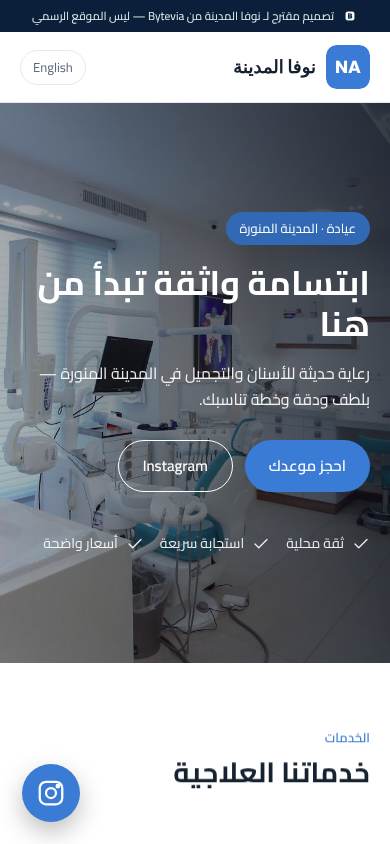 تصميم مقترح لـ نوفا المدينة من Bytevia — ليس الموقع الرسمي
NA
نوفا المدينة
English
عيادة · المدينة المنورة
ابتسامة واثقة تبدأ من
هنا
رعاية حديثة للأسنان والتجميل في المدينة المنورة —
بلطف ودقة وخطة تناسبك.
احجز موعدك
Instagram
ثقة محلية
استجابة سريعة
أسعار واضحة
الخدمات
خدماتنا العلاجية